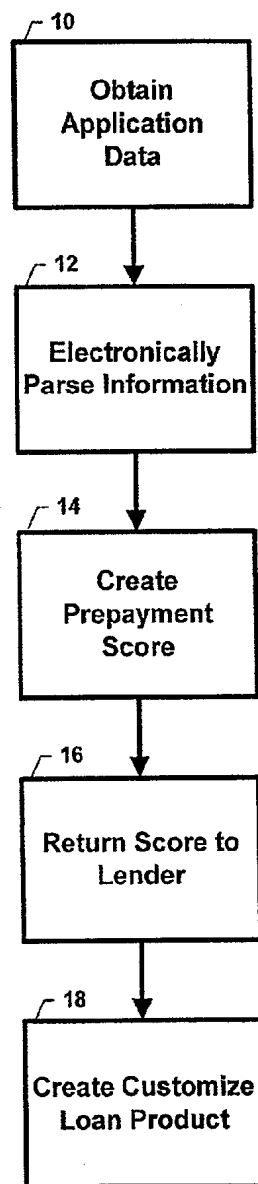 10
Obtain
Application
Data
12
Electronically
Parse Information
14
Create
Prepayment
Score
16
Return Score to
Lender
18
Create Customize
Loan Product